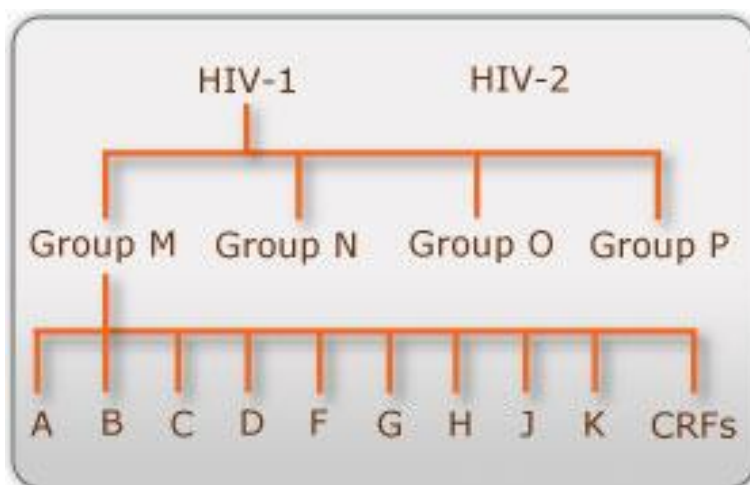 HIV-1 HIV-2
Group M Group N Group O Group P
A B C D F G H J K CRFs